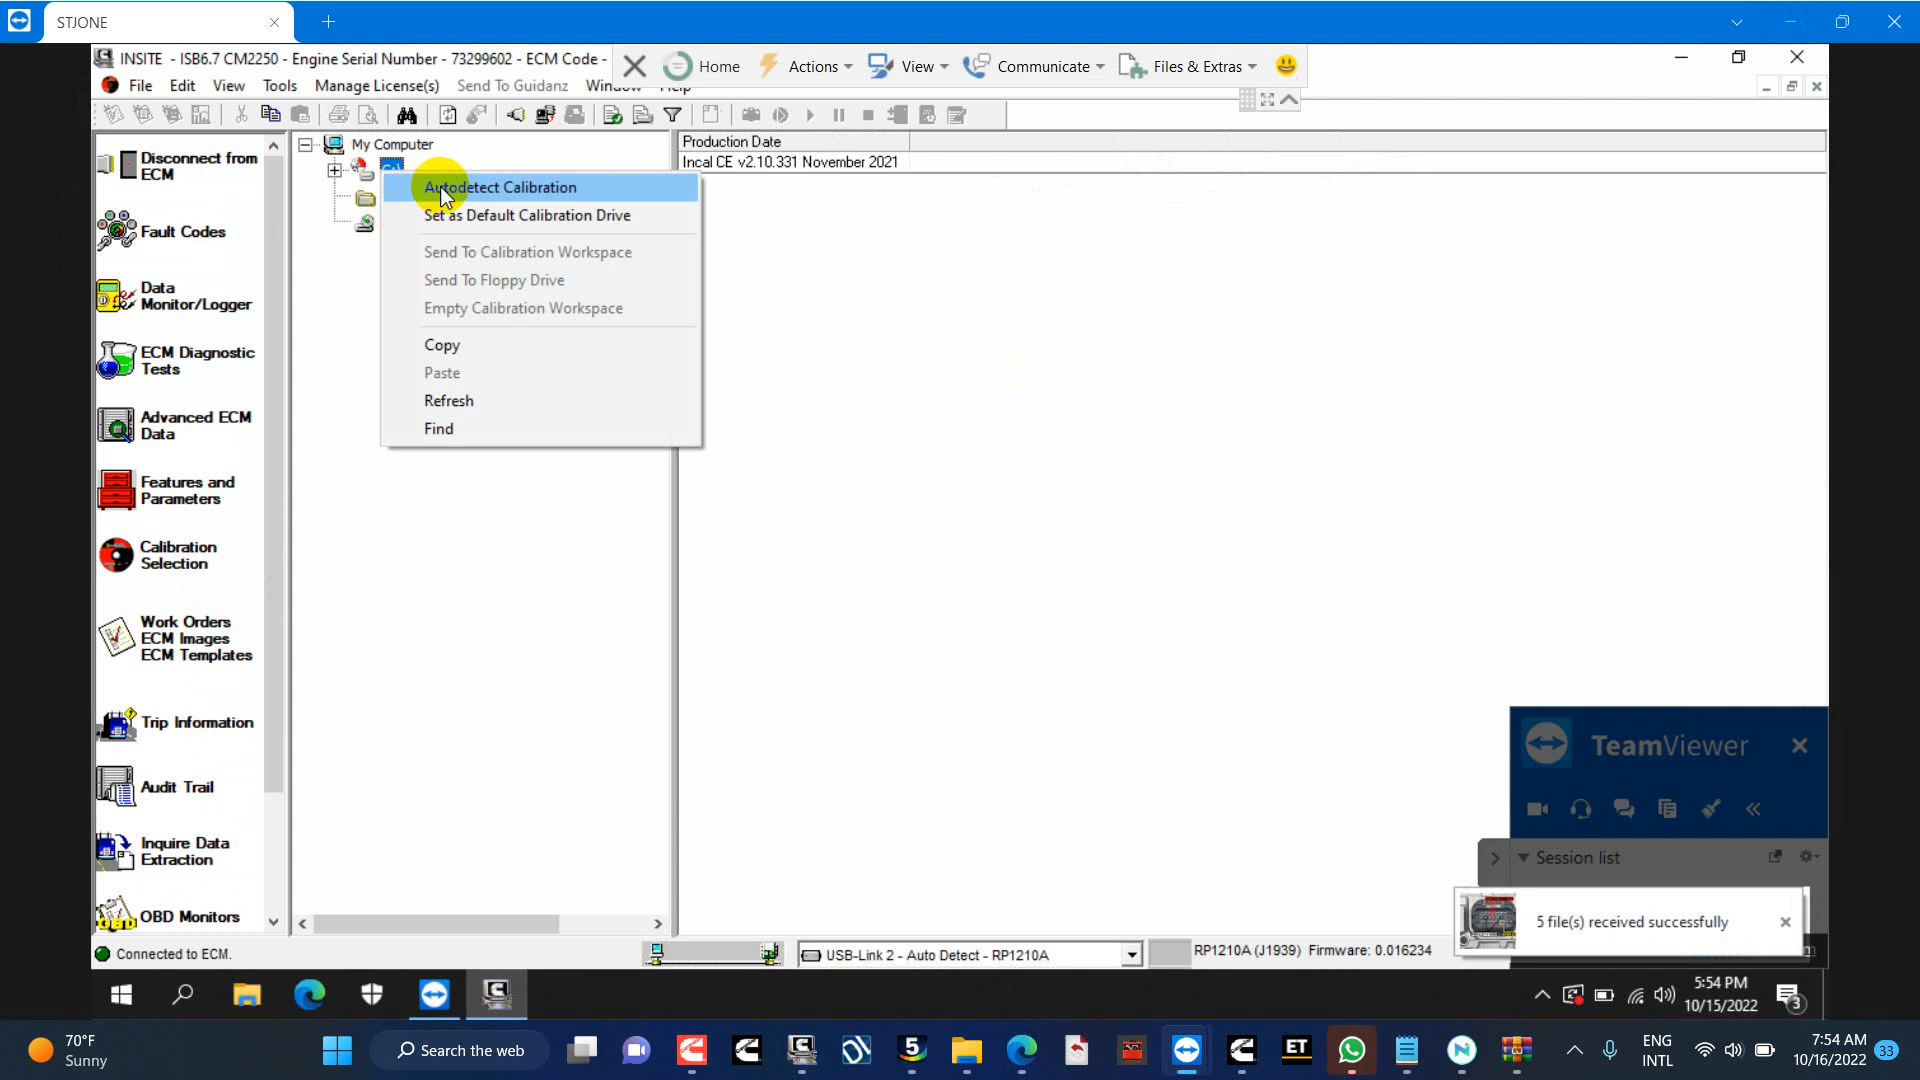 STJONE
INSITE - ISB6.7 CM2250 - Engine Serial Number - 73299602 - ECM Code -
Home
Actions
View
Communicate
Files & Extras
File
Edit
View
Tools
Manage License(s)
Send To Guidanz
Disconnect from
ECM
Fault Codes
Data
Monitor/Logger
ECM Diagnostic
Tests
Advanced ECM
Data
Features and
Parameters
Calibration
Selection
Work Orders
ECM Images
ECM Templates
Trip Information
Audit Trail
Inquire Data
Extraction
OBD Monitors
My Computer
Autodetect Calibration
Set as Default Calibration Drive
Send To Calibration Workspace
Send To Floppy Drive
Empty Calibration Workspace
Copy
Paste
Refresh
Find
Production Date
Incal CE v2.10.331 November 2021
TeamViewer
Session list
5 file(s) received successfully
Connected to ECM.
USB-Link 2 - Auto Detect - RP1210A
RP1210A (J1939) Firmware: 0.016234
5:54 PM
10/15/2022
3
70°F
Sunny
Search the web
5
ET
ENG
INTL
7:54 AM
10/16/2022
33